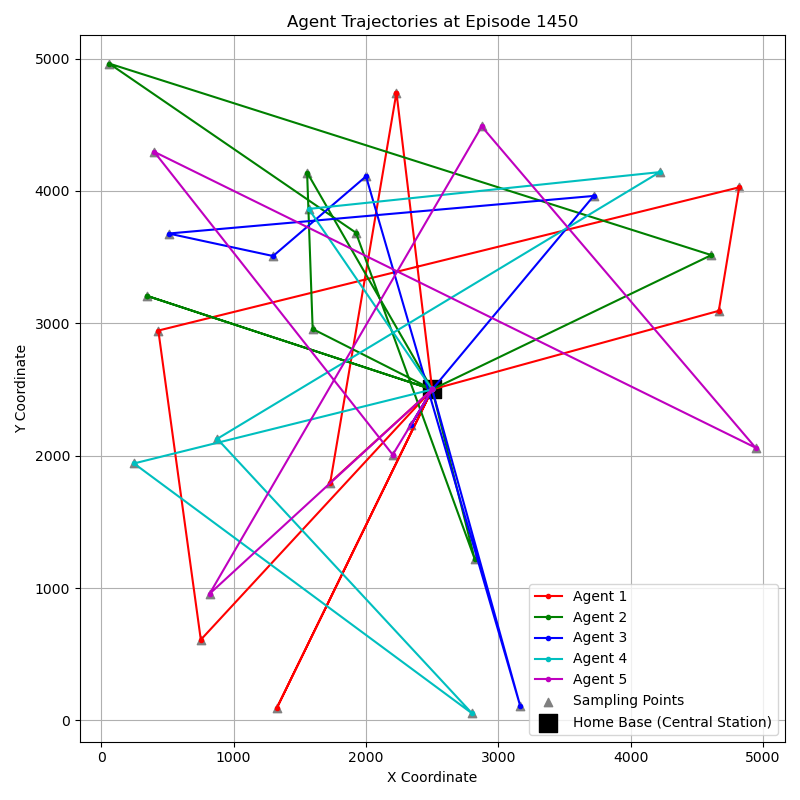 Agent Trajectories at Episode 1450
Y Coordinate
5000
4000
3000
2000
1000
0
0 1000 2000 3000 4000 5000
X Coordinate
Agent 1
Agent 2
Agent 3
Agent 4
Agent 5
Sampling Points
Home Base (Central Station)